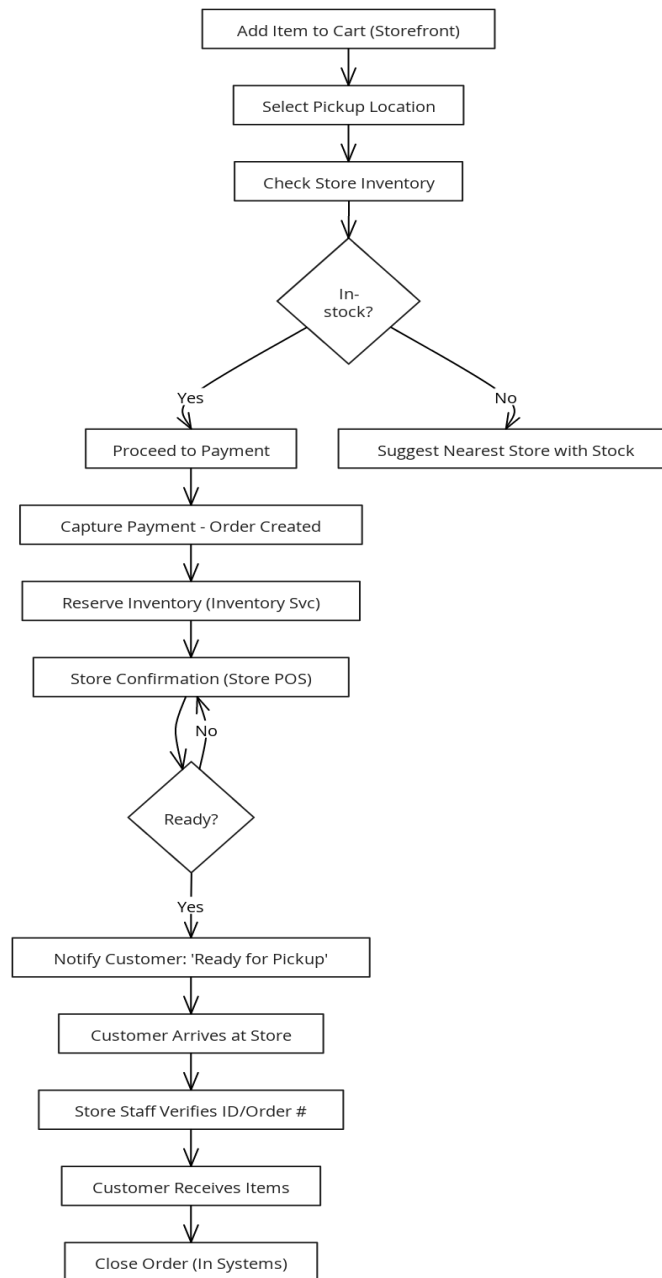 Add Item to Cart (Storefront)
Select Pickup Location
Check Store Inventory
In-
stock?
Yes
No
Proceed to Payment
Suggest Nearest Store with Stock
Capture Payment - Order Created
Reserve Inventory (Inventory Svc)
Store Confirmation (Store POS)
No
Ready?
Yes
Notify Customer: 'Ready for Pickup'
Customer Arrives at Store
Store Staff Verifies ID/Order #
Customer Receives Items
Close Order (In Systems)